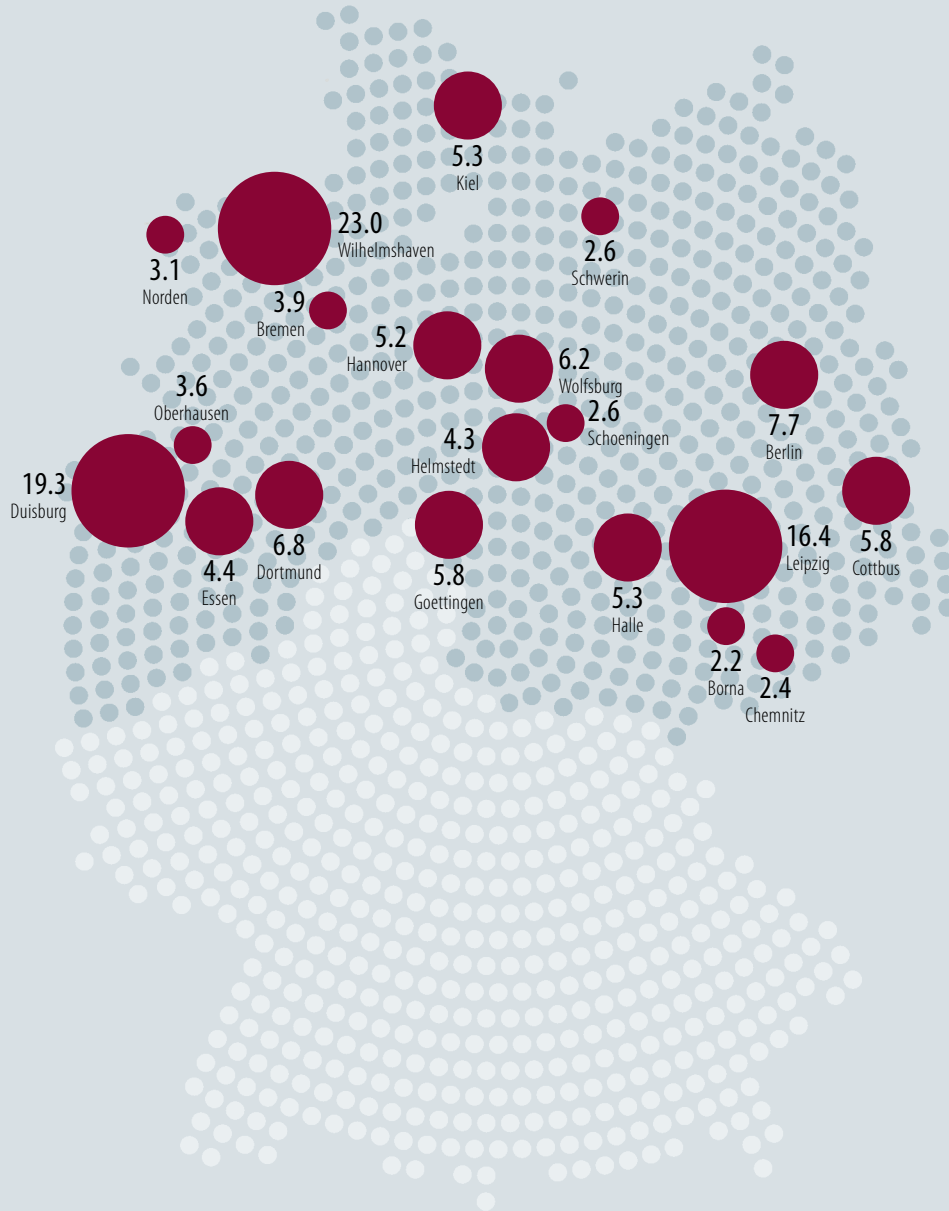 5.3
Kiel
23.0
Wilhelmshaven
3.1
Norden
2.6
Schwerin
3.9
Bremen
5.2
Hannover
6.2
Wolfsburg
3.6
Oberhausen
2.6
Schoeningen
7.7
Berlin
4.3
Helmstedt
19.3
Duisburg
4.4
Essen
6.8
Dortmund
5.8
Goettingen
5.3
Halle
16.4
Leipzig
5.8
Cottbus
2.2
Borna
2.4
Chemnitz